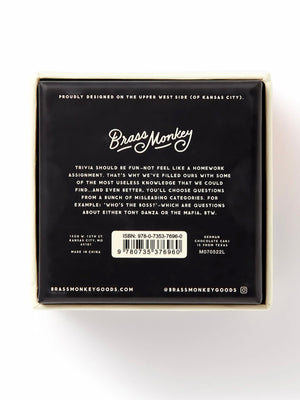 PROUDLY DESIGNED ON THE UPPER WEST SIDE (OF KANSAS CITY).
Brass Monkey
TRIVIA SHOULD BE FUN–NOT FEEL LIKE A HOMEWORK
ASSIGNMENT. THAT'S WHY WE'VE FILLED OURS WITH SOME
OF THE MOST USELESS KNOWLEDGE THAT WE COULD
FIND...AND EVEN BETTER, YOU'LL CHOOSE QUESTIONS
FROM A BUNCH OF MISLEADING CATEGORIES. FOR
EXAMPLE: "WHO'S THE BOSS?"–WHICH ARE QUESTIONS
ABOUT EITHER TONY DANZA OR THE MAFIA, BTW.
W. 12TH ST.
KANSAS CITY, MO
64101
MADE IN CHINA
ISBN: 978-0-7353-7696-0
9 780735 376960
GERMAN
CHOCOLATE CAKE
IS FROM TEXAS
BRASSMONKEYGOODS.COM
@BRASSMONKEYGOODS